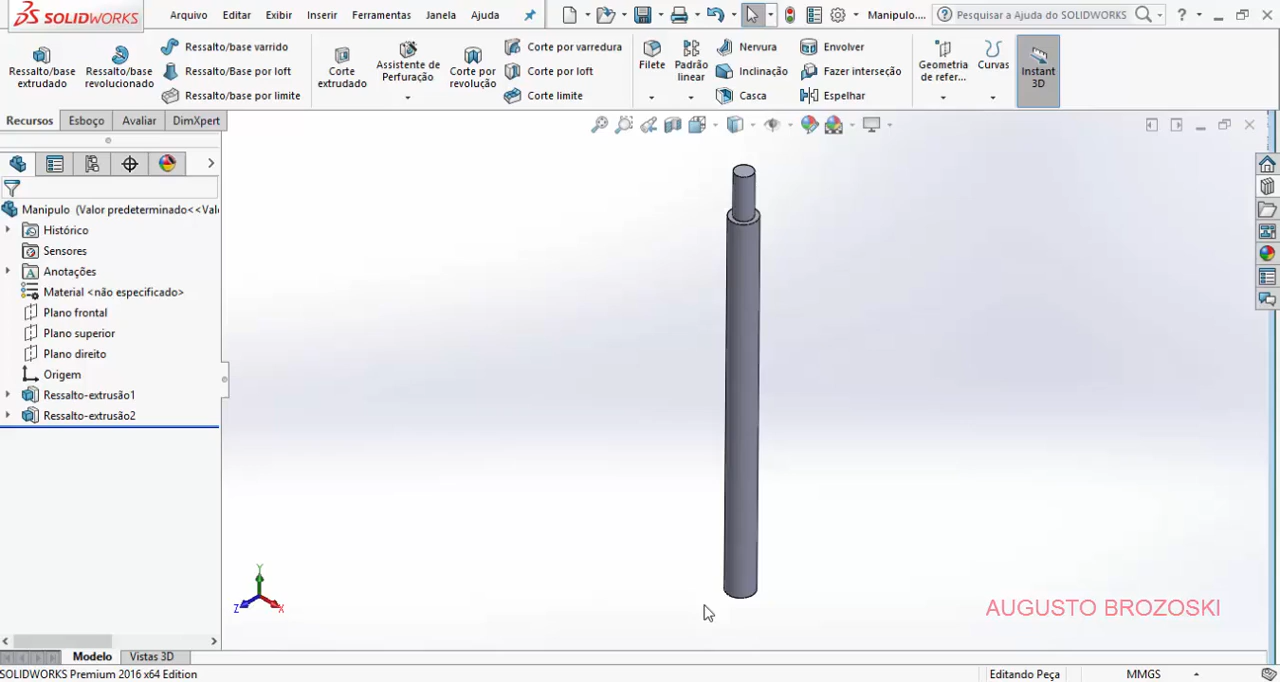 SOLIDWORKS Arquivo Editar Exibir Inserir Ferramentas Janela Ajuda Manipulo.... Pesquisar a Ajuda do SOLIDWORKS ?
Ressalto/base extrudado
Ressalto/base revolucionado
Ressalto/base varrido
Ressalto/base por loft
Ressalto/base por limite
Corte extrudado
Assistente de Perfuração
Corte por revolução
Corte por varredura
Corte por loft
Corte limite
Filete
Padrão linear
Nervura
Inclinação
Casca
Envolver
Fazer interseção
Espelhar
Geometria de refer...
Curvas
Instant 3D
Recursos Esboço Avaliar DimXpert
Manipulo (Valor predeterminado<<Val
Histórico
Sensores
Anotações
Material <não especificado>
Plano frontal
Plano superior
Plano direito
Origem
Ressalto-extrusão1
Ressalto-extrusão2
Y
Z X
AUGUSTO BROZOSKI
Modelo Vistas 3D
SOLIDWORKS Premium 2016 x64 Edition Editando Peça MMGS